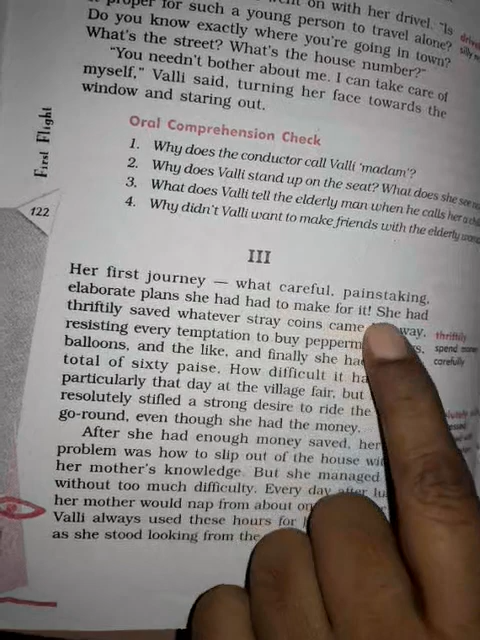 on with her drivel. "Is
proper for such a young person to travel alone?
Do you know exactly where you're going in town?
What's the street? What's the house number?"
"You needn't bother about me. I can take care of
myself," Valli said, turning her face towards the
window and staring out.
First Flight
Oral Comprehension Check
1. Why does the conductor call Valli 'madam'?
2. Why does Valli stand up on the seat? What does she see
3. What does Valli tell the elderly man when he calls her a
4. Why didn't Valli want to make friends with the elderly
122
III
Her first journey — what careful, painstaking,
elaborate plans she had had to make for it! She had
thriftily saved whatever stray coins came way,
resisting every temptation to buy
balloons, and the like, and finally she
total of sixty paise. How difficult it
particularly that day at the village fair, but
resolutely stifled a strong desire to ride the
go-round, even though she had the money.
thriftily
spend money
carefully
After she had enough money saved, her
problem was how to slip out of the house
her mother's knowledge. But she managed
without too much difficulty. Every day after
her mother would nap from about
Valli always used these hours for
as she stood looking from the